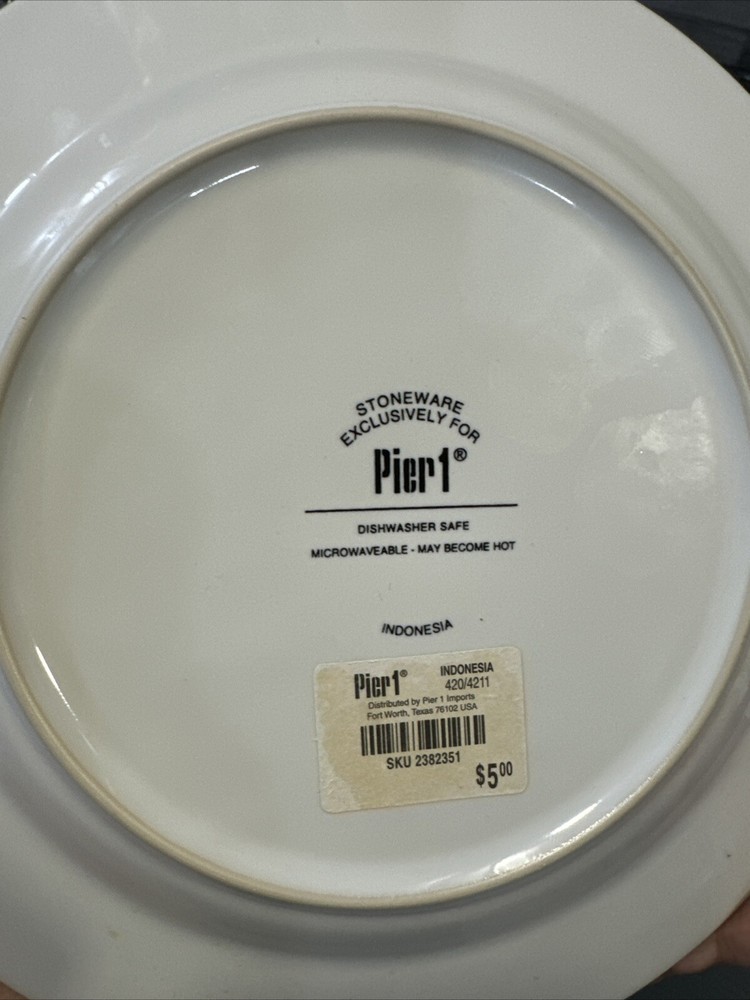 STONEWARE
EXCLUSIVELY FOR
Pier1®
DISHWASHER SAFE
MICROWAVEABLE - MAY BECOME HOT
INDONESIA
Pier1® INDONESIA
420/4211
Distributed by Pier 1 Imports
Fort Worth, Texas 76102 USA
SKU 2382351
$5.00